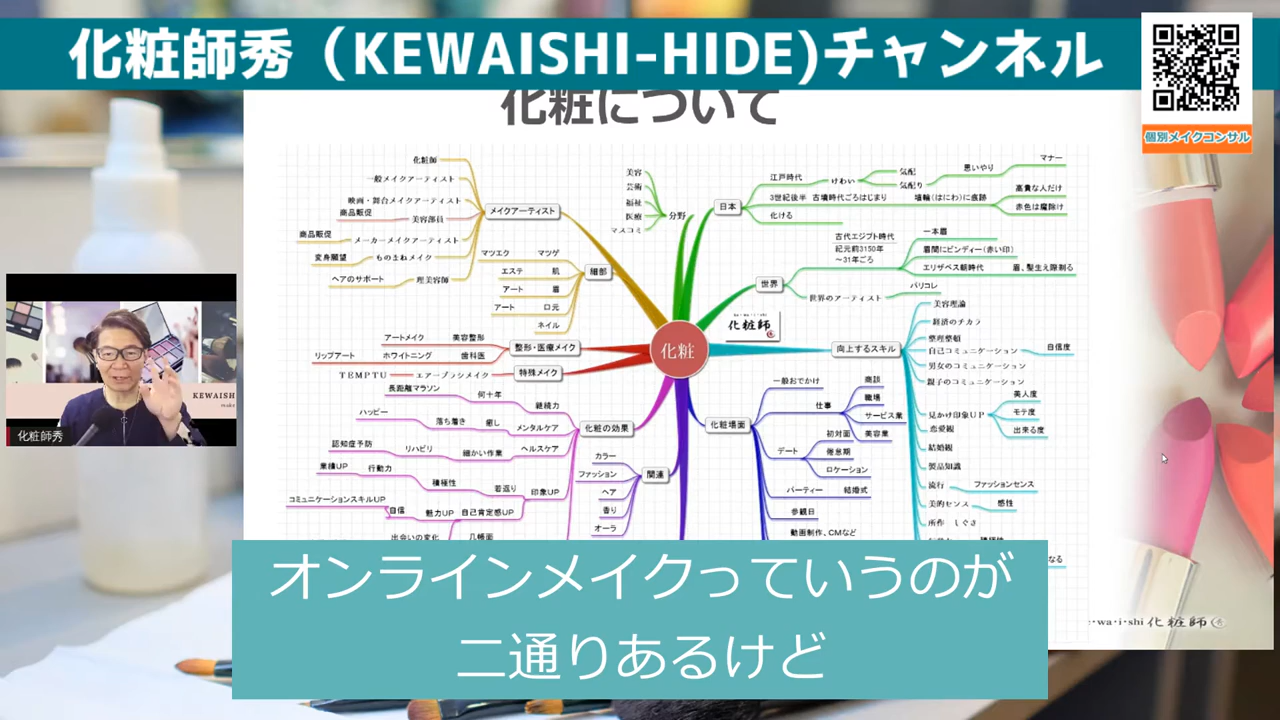 化粧師秀（KEWAISHI-HIDE)チャンネル
個別メイクコンサル
化粧について
化粧師
一般メイクアーティスト
映画・舞台メイクアーティスト
商品販促 美容部員
商品販促 メーカーメイクアーティスト
変身願望 ものまねメイク
ヘアのサポート 理美容師
メイクアーティスト
マツエク マツゲ
エステ 肌
アート 眉
アート 口元
ネイル
細部
アートメイク 美容整形
リップアート ホワイトニング 歯科医
整形・医療メイク
TEMPTU エアーブラシメイク
特殊メイク
長距離マラソン 何十年 継続力
ハッピー 落ち着き 癒し メンタルケア
認知症予防 リハビリ 細かい作業 ヘルスケア
業績UP 行動力 積極性 若返り 印象UP
コミュニケーションスキルUP 自信 魅力UP 自己肯定感UP
出会いの変化 几帳面
化粧の効果
カラー
ファッション
ヘア
香り
オーラ
関連
美容
芸術
福祉
医療
マスコミ
分野
日本
江戸時代 けわい 気配
気配り 思いやり マナー
3世紀後半 古墳時代ごろはじまり 埴輪(はにわ)に痕跡 高貴な人だけ
赤色は魔除け
化ける
世界
古代エジプト時代
紀元前3150年
～31年ごろ
一本眉
眉間にビンディー(赤い印)
エリザベス朝時代 眉、髪生え際剃る
世界のアーティスト パリコレ
化粧師
化粧
向上するスキル
美容理論
経済のチカラ
整理整頓
自己コミュニケーション 自信度
男女のコミュニケーション
親子のコミュニケーション
見かけ印象UP 美人度
モテ度
出来る度
恋愛観
結婚観
製品知識
流行 ファッションセンス
美的センス 感性
所作 しぐさ
なる
化粧場面
一般おでかけ
仕事 商談
職場
サービス業
美容業
デート 初対面
倦怠期
ロケーション
パーティー 結婚式
参観日
動画制作、CMなど
KEWAISH
化粧師秀
オンラインメイクっていうのが
二通りあるけど
・wa・i・shi 化粧師